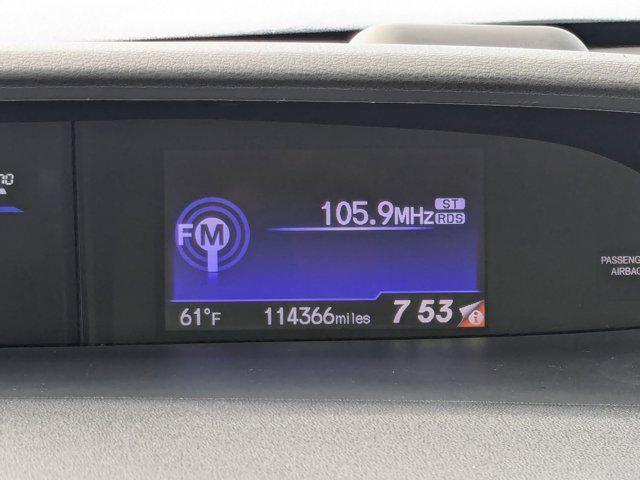 FM
105.9MHz ST
RDS
61°F 114366miles 7 53 i